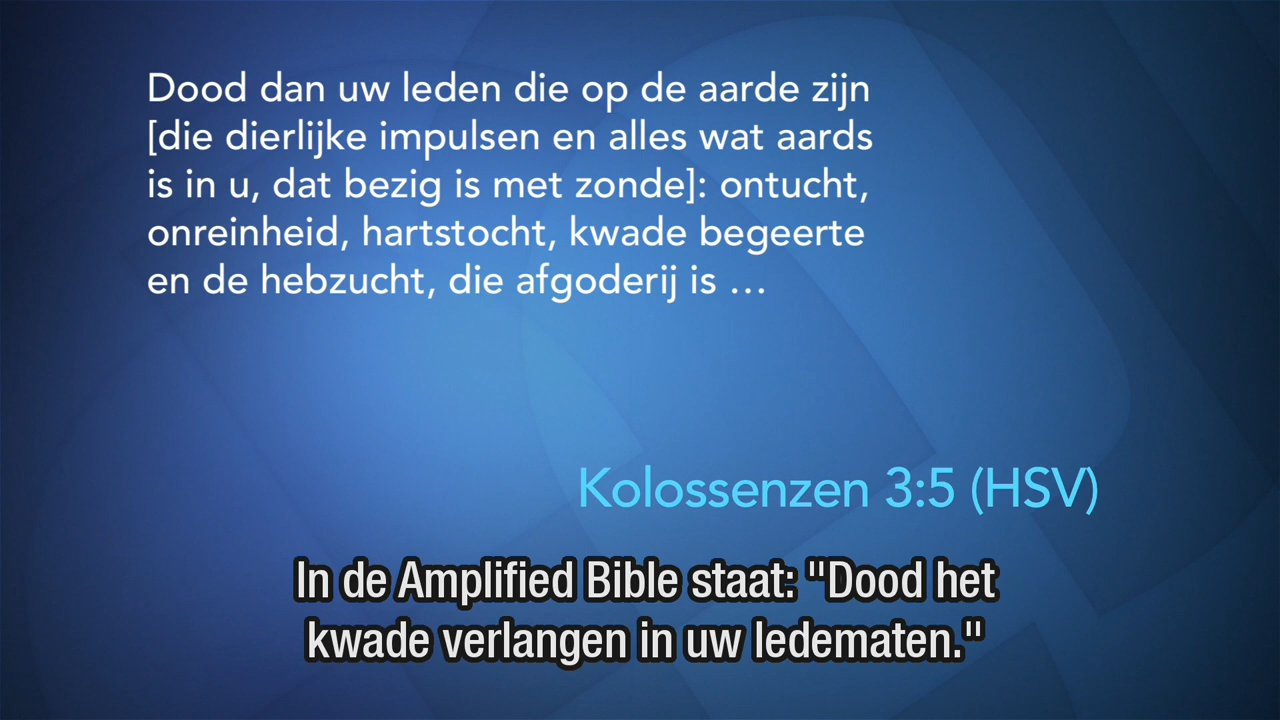 Dood dan uw leden die op de aarde zijn
[die dierlijke impulsen en alles wat aards
is in u, dat bezig is met zonde]: ontucht,
onreinheid, hartstocht, kwade begeerte
en de hebzucht, die afgoderij is …
Kolossenzen 3:5 (HSV)
In de Amplified Bible staat: "Dood het
kwade verlangen in uw ledematen."